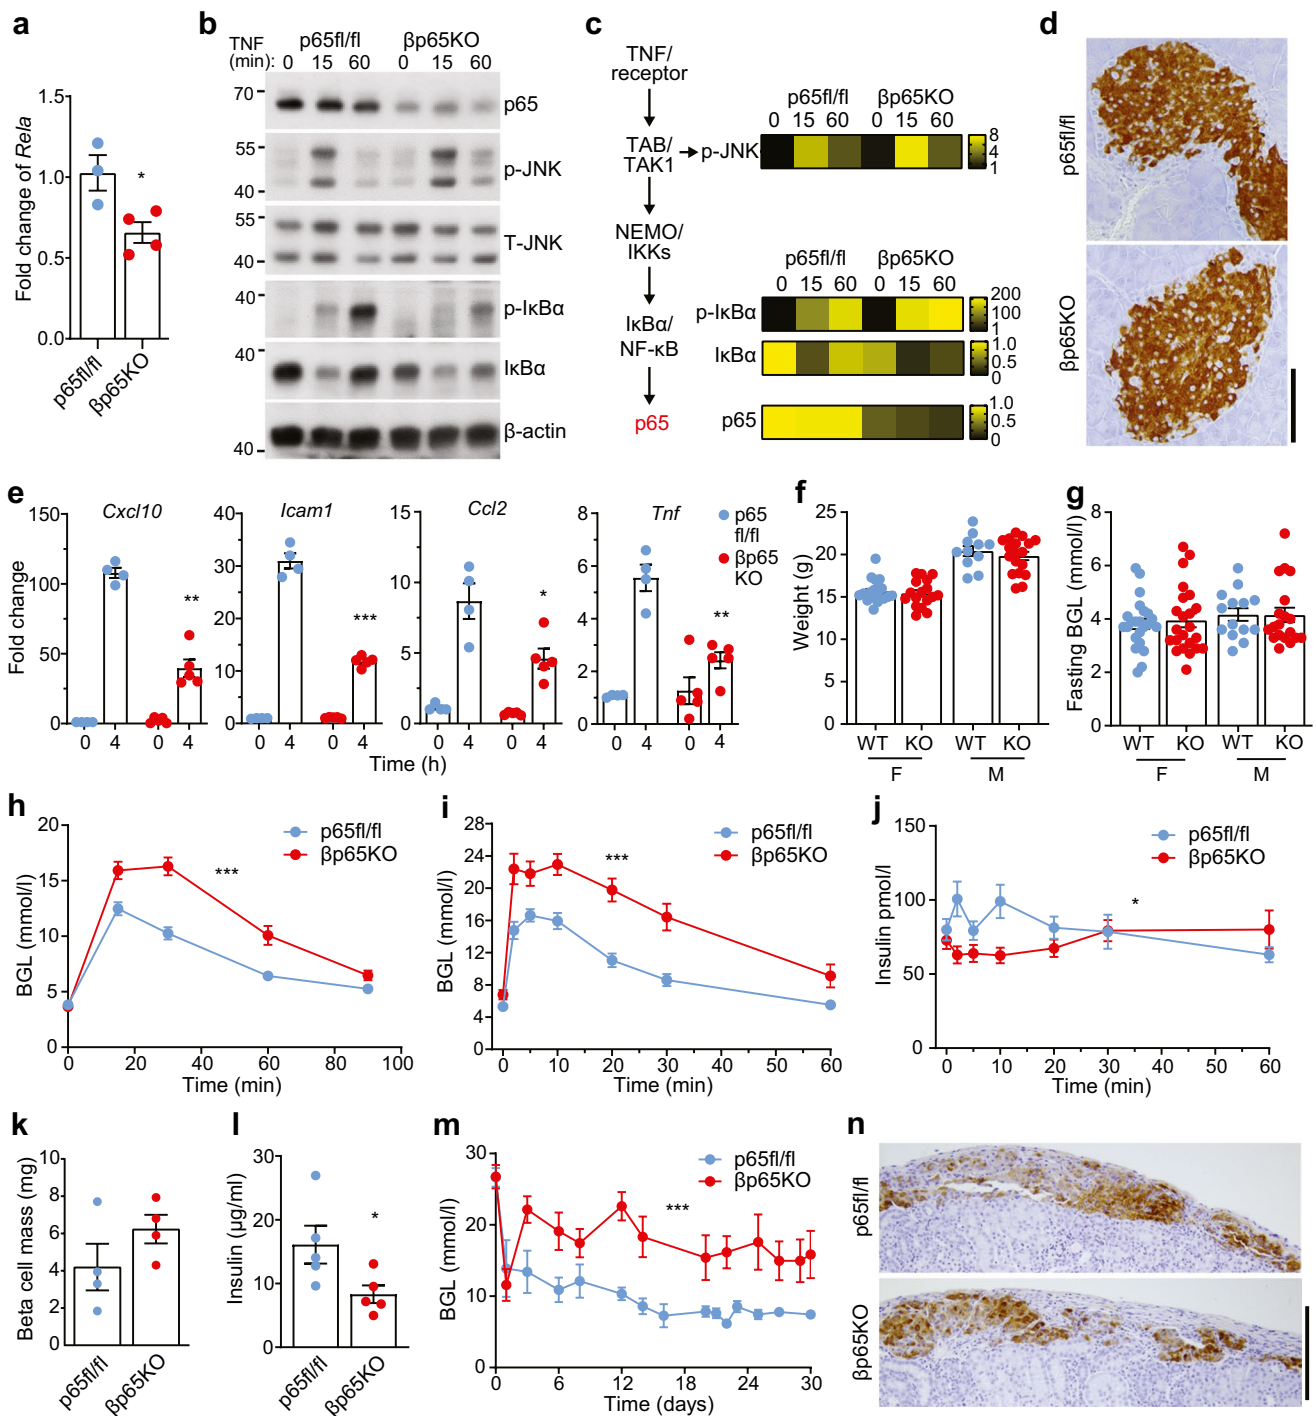 a
Fold change of Rela
1.5
1.0
0.5
0.0
p65fl/fl
βp65KO
*
b
TNF
(min):
p65fl/fl
βp65KO
0 15 60 0 15 60
70
p65
55
40
p-JNK
55
40
T-JNK
40
p-IκBα
40
IκBα
40
β-actin
c
TNF/
receptor
TAB/
TAK1
p-JNK
NEMO/
IKKs
IκBα/
NF-κB
p65
p65fl/fl
βp65KO
0 15 60 0 15 60
8
4
1
p65fl/fl
βp65KO
0 15 60 0 15 60
p-IκBα
200
100
1
IκBα
1.0
0.5
0
p65
1.0
0.5
0
d
p65fl/fl
βp65KO
e
Fold change
Cxcl10
150
100
50
0
**
0 4 0 4
Icam1
40
30
20
10
0
***
0 4 0 4
Ccl2
15
10
5
0
*
0 4 0 4
Tnf
8
6
4
2
0
**
0 4 0 4
Time (h)
p65
fl/fl
βp65
KO
f
Weight (g)
25
20
15
10
5
0
WT KO WT KO
F M
g
Fasting BGL (mmol/l)
8
6
4
2
0
WT KO WT KO
F M
h
BGL (mmol/l)
20
15
10
5
0
0 20 40 60 80 100
Time (min)
p65fl/fl
βp65KO
***
i
BGL (mmol/l)
28
24
20
16
12
8
4
0
0 10 20 30 40 50 60
Time (min)
p65fl/fl
βp65KO
***
j
Insulin pmol/l
150
100
50
0
0 10 20 30 40 50 60
Time (min)
p65fl/fl
βp65KO
*
k
Beta cell mass (mg)
10
8
6
4
2
0
p65fl/fl
βp65KO
l
Insulin (μg/ml)
30
20
10
0
*
p65fl/fl
βp65KO
m
BGL (mmol/l)
30
20
10
0
0 6 12 18 24 30
Time (days)
p65fl/fl
βp65KO
***
n
p65fl/fl
βp65KO